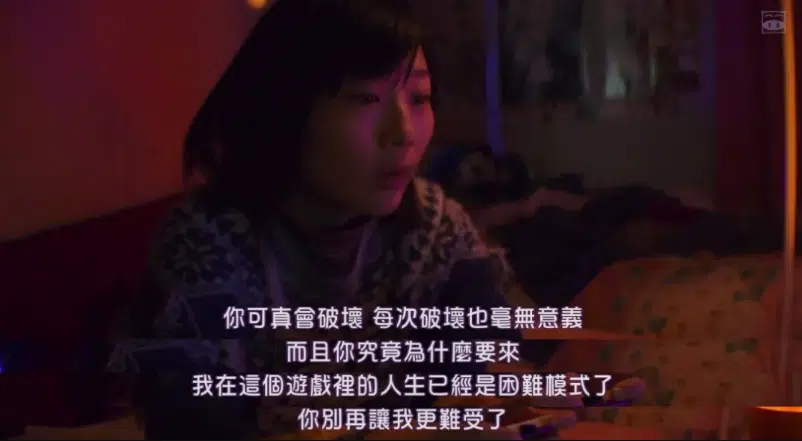 你可真會破壞 每次破壞也毫無意義
而且你究竟為什麼要來
我在這個遊戲裡的人生已經是困難模式了
你別再讓我更難受了